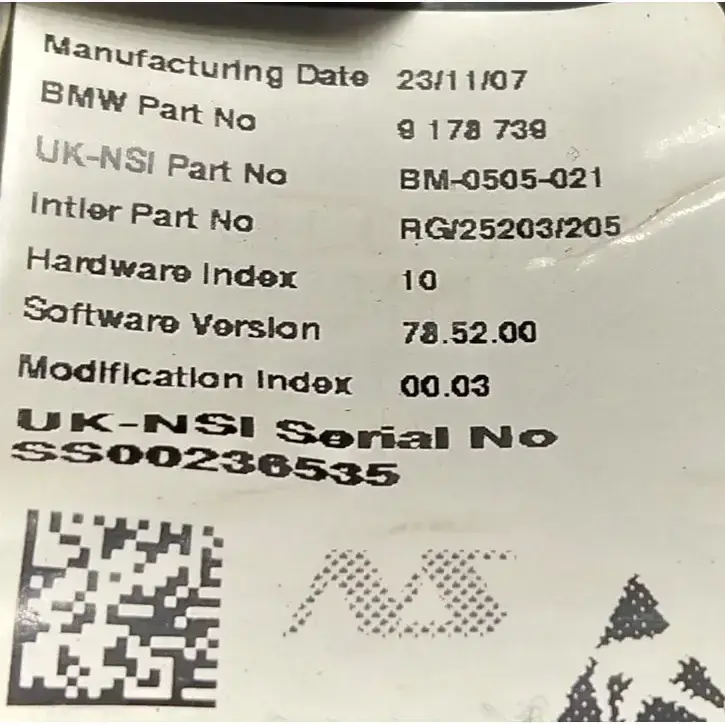 Manufacturing Date 23/11/07
BMW Part No 9 178 739
UK-NSI Part No BM-0505-021
Intier Part No RG/25203/205
Hardware Index 10
Software Version 78.52.00
Modification Index 00.03
UK-NSI Serial No
SS00236535